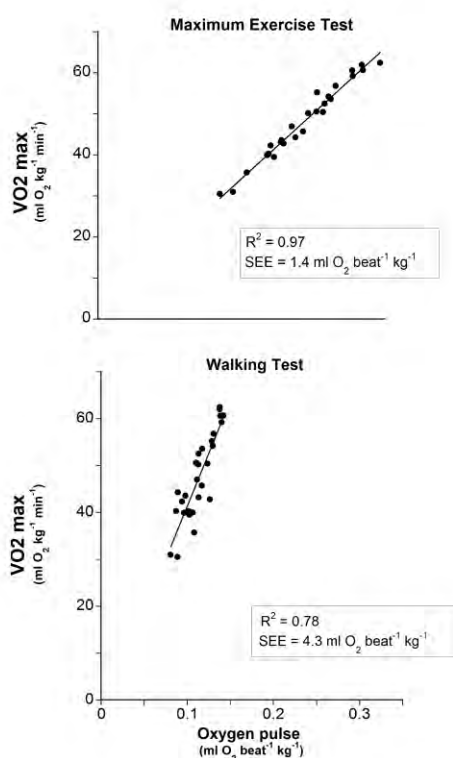 Maximum Exercise Test
60
40
20
0
VO2 max
(ml O₂ kg⁻¹ min⁻¹)
R² = 0.97
SEE = 1.4 ml O₂ beat⁻¹ kg⁻¹
Walking Test
60
40
20
0
VO2 max
(ml O₂ kg⁻¹ min⁻¹)
R² = 0.78
SEE = 4.3 ml O₂ beat⁻¹ kg⁻¹
0 0.1 0.2 0.3
Oxygen pulse
(ml O₂ beat⁻¹ kg⁻¹)